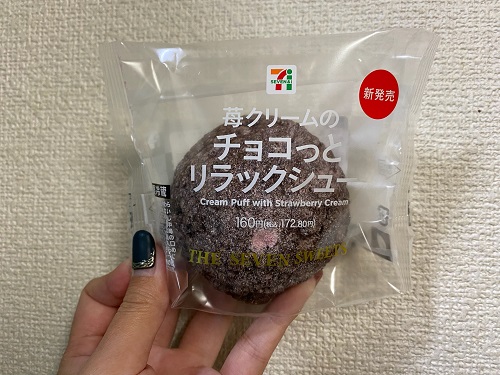 SEVEN & i
新発売
苺クリームの
チョコっと
リラックシュー
Cream Puff with Strawberry Cream
160円(税込172.80円)
THE SEVEN SWEETS